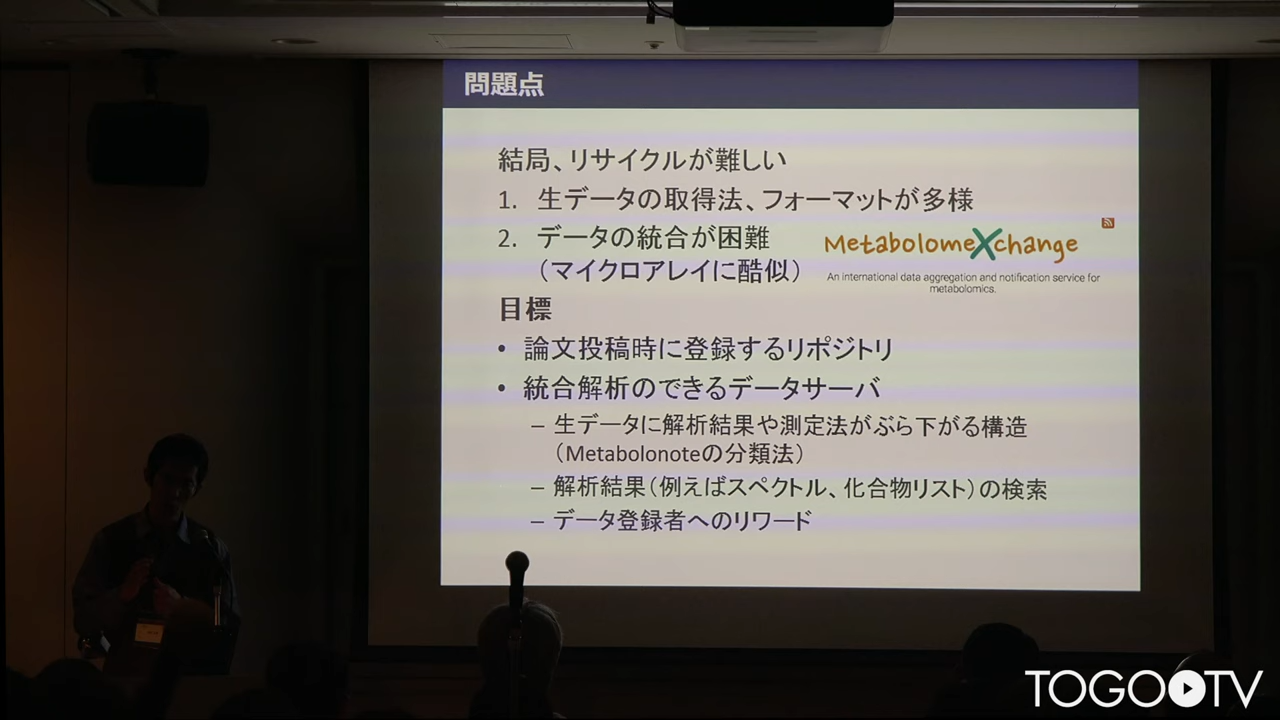 問題点
結局、リサイクルが難しい
1. 生データの取得法、フォーマットが多様
2. データの統合が困難
（マイクロアレイに酷似）
MetabolomeXchange
An international data aggregation and notification service for
metabolomics.
目標
• 論文投稿時に登録するリポジトリ
• 統合解析のできるデータサーバ
– 生データに解析結果や測定法がぶら下がる構造
（Metabolonoteの分類法）
– 解析結果（例えばスペクトル、化合物リスト）の検索
– データ登録者へのリワード
TOGO TV